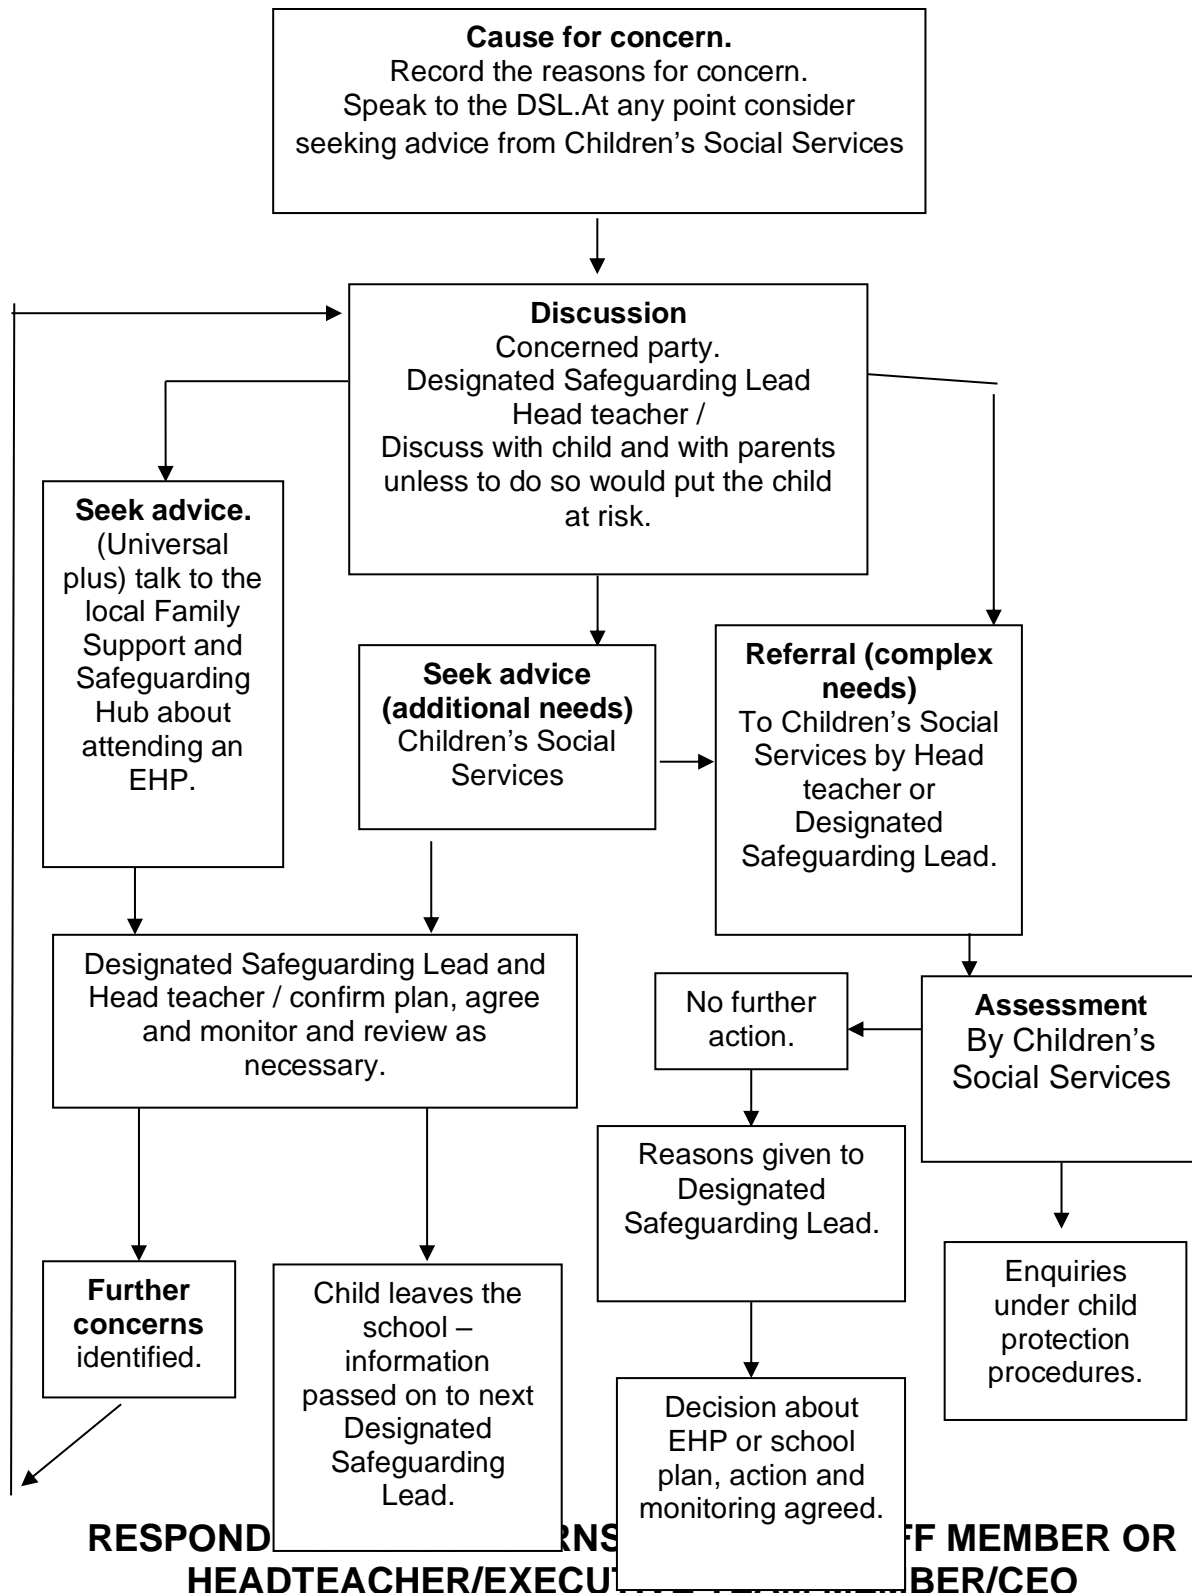 Cause for concern.
Record the reasons for concern.
Speak to the DSL.At any point consider
seeking advice from Children’s Social Services
Discussion
Concerned party.
Designated Safeguarding Lead
Head teacher /
Discuss with child and with parents
unless to do so would put the child
at risk.
Seek advice.
(Universal
plus) talk to the
local Family
Support and
Safeguarding
Hub about
attending an
EHP.
Seek advice
(additional needs)
Children’s Social
Services
Referral (complex
needs)
To Children’s Social
Services by Head
teacher or
Designated
Safeguarding Lead.
Designated Safeguarding Lead and
Head teacher / confirm plan, agree
and monitor and review as
necessary.
No further
action.
Assessment
By Children’s
Social Services
Reasons given to
Designated
Safeguarding Lead.
Further
concerns
identified.
Child leaves the
school –
information
passed on to next
Designated
Safeguarding
Lead.
Enquiries
under child
protection
procedures.
Decision about
EHP or school
plan, action and
monitoring agreed.
MEMBER OR
HEADTEACHER/EXECUTIVE TEAM MEMBER/CEO